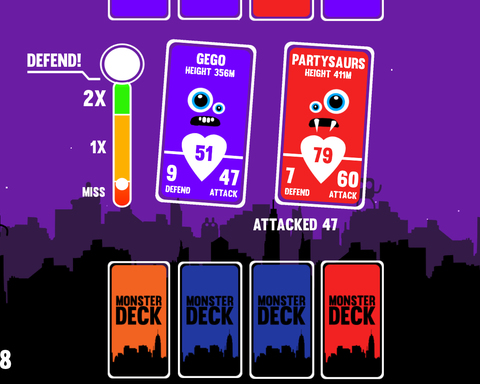 DEFEND!
2X
1X
MISS
GEGO
HEIGHT 356M
51
9
DEFEND
47
ATTACK
PARTYSAURS
HEIGHT 411M
79
7
DEFEND
60
ATTACK
ATTACKED 47
MONSTER
DECK
MONSTER
DECK
MONSTER
DECK
MONSTER
DECK
8